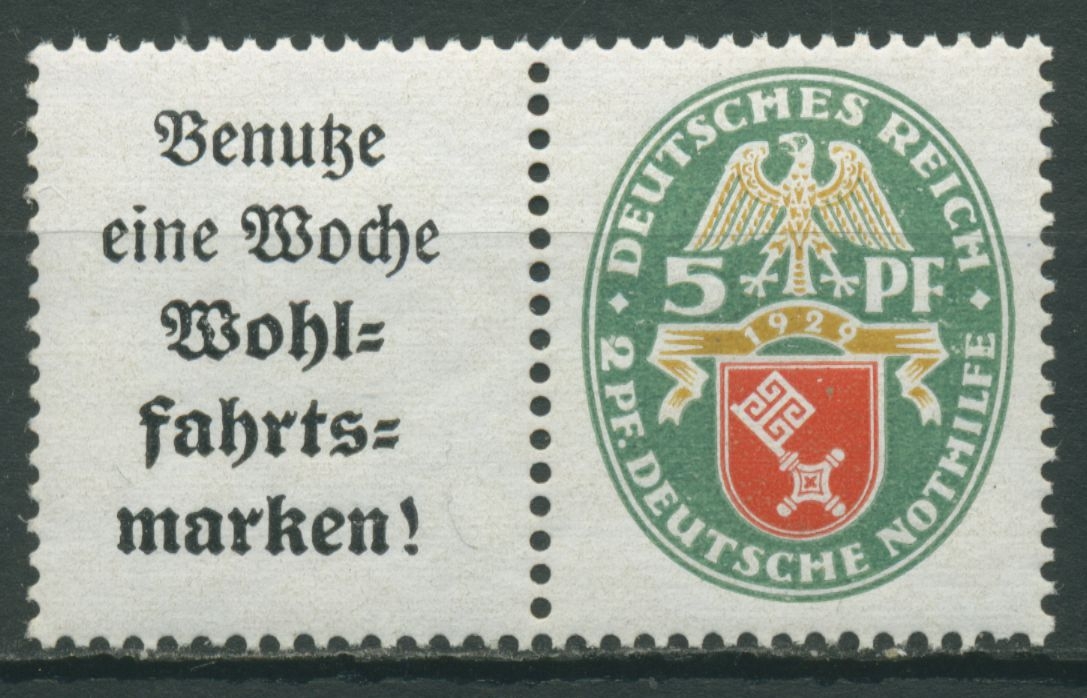 Benutze
eine Woche
Wohl=
fahrts=
marken!
DEUTSCHES REICH
5 PF
1929
2 PF. DEUTSCHE NOTHILFE